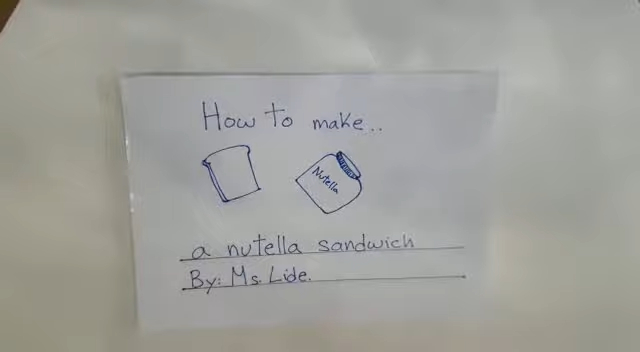 How to make..
Nutella
a nutella sandwich
By: Ms. Lide.